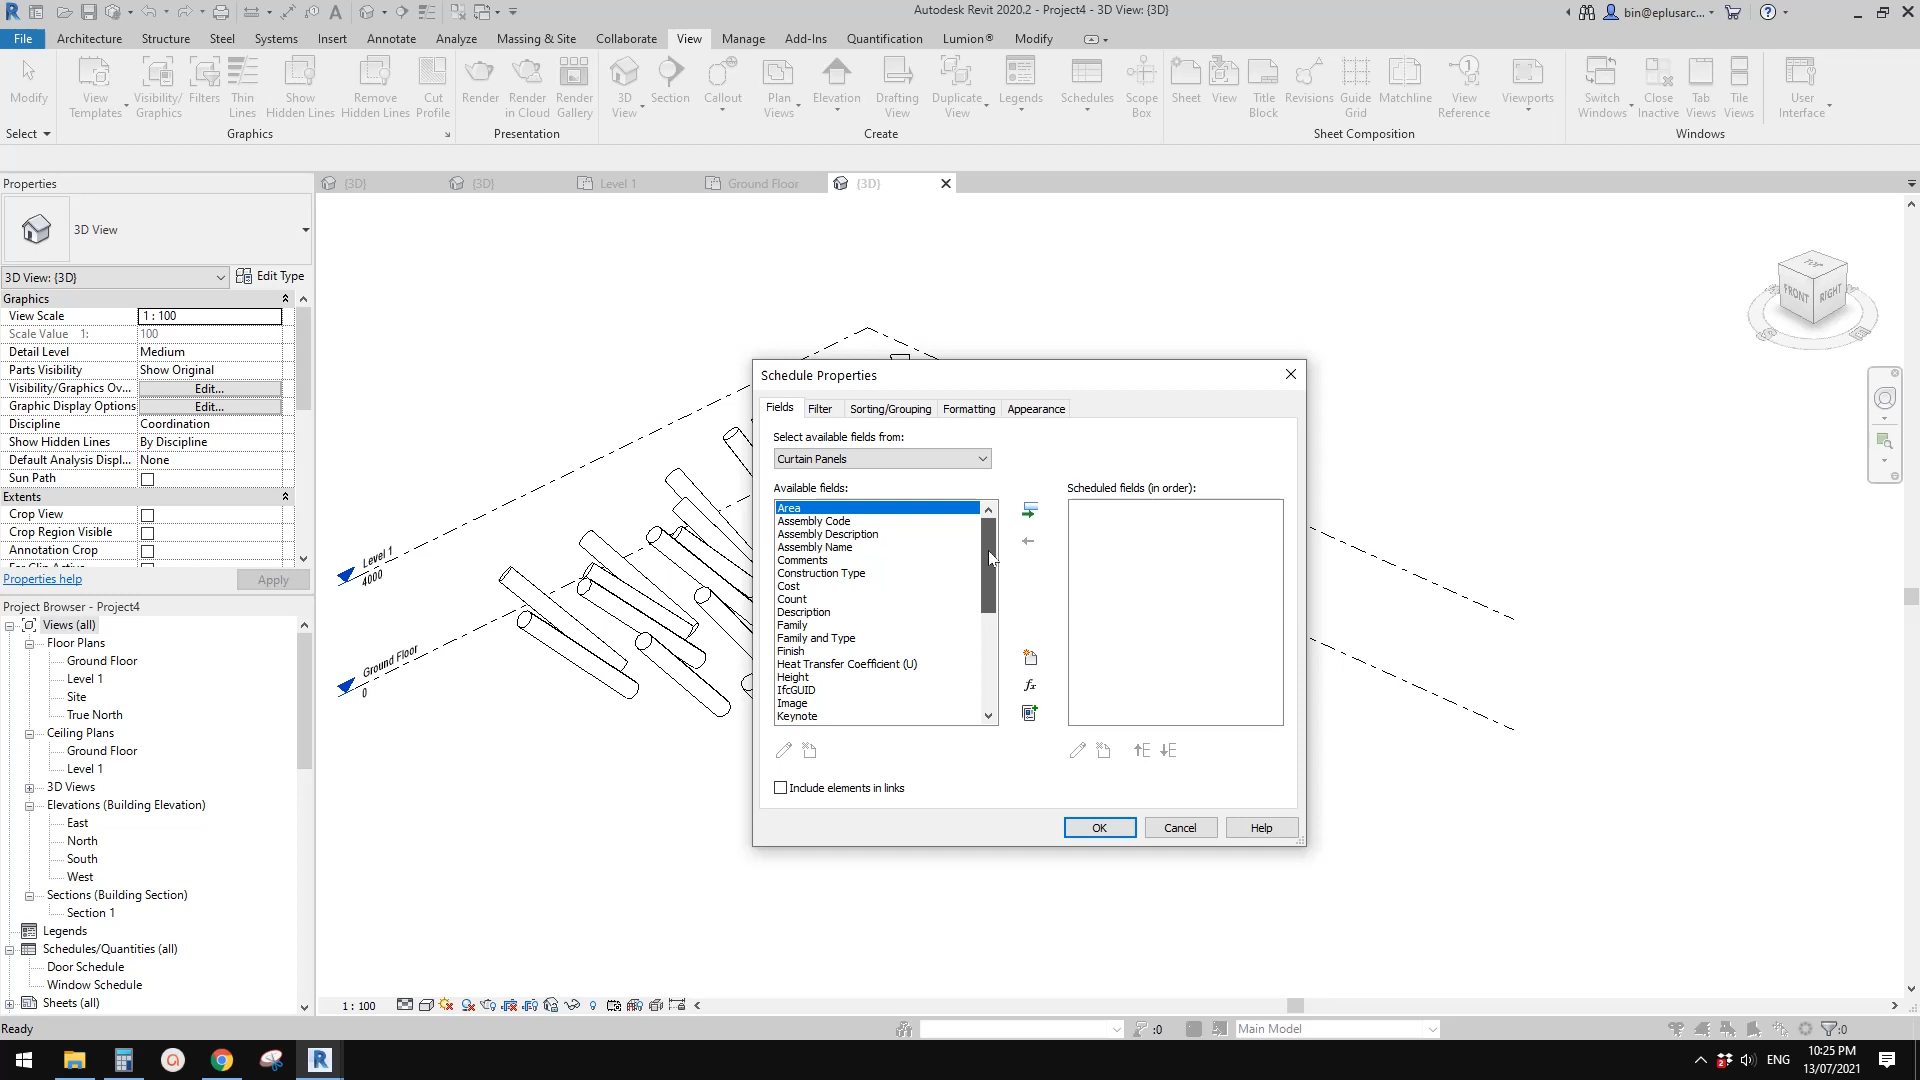 Autodesk Revit 2020.2 - Project4 - 3D View: {3D}
bin@eplusarc...
File Architecture Structure Steel Systems Insert Annotate Analyze Massing & Site Collaborate View Manage Add-Ins Quantification Lumion® Modify
Modify
View Templates
Visibility/ Graphics
Filters
Thin Lines
Show Hidden Lines
Remove Hidden Lines
Cut Profile
Render
Render in Cloud
Render Gallery
3D View
Section
Callout
Plan Views
Elevation
Drafting View
Duplicate View
Legends
Schedules
Scope Box
Sheet
View
Title Block
Revisions
Guide Grid
Matchline
View Reference
Viewports
Switch Windows
Close Inactive
Tab Views
Tile Views
User Interface
Select Graphics Presentation Create Sheet Composition Windows
Properties
{3D} {3D} Level 1 Ground Floor {3D}
3D View
3D View: {3D} Edit Type
Graphics
View Scale 1 : 100
Scale Value 1: 100
Detail Level Medium
Parts Visibility Show Original
Visibility/Graphics Ov... Edit...
Graphic Display Options Edit...
Discipline Coordination
Show Hidden Lines By Discipline
Default Analysis Displ... None
Sun Path
Extents
Crop View
Crop Region Visible
Annotation Crop
Properties help Apply
Project Browser - Project4
Views (all)
Floor Plans
Ground Floor
Level 1
Site
True North
Ceiling Plans
Ground Floor
Level 1
3D Views
Elevations (Building Elevation)
East
North
South
West
Sections (Building Section)
Section 1
Legends
Schedules/Quantities (all)
Door Schedule
Window Schedule
Sheets (all)
Level 1
4000
Ground Floor
0
TOP
FRONT
RIGHT
Schedule Properties
Fields Filter Sorting/Grouping Formatting Appearance
Select available fields from:
Curtain Panels
Available fields:
Scheduled fields (in order):
Area
Assembly Code
Assembly Description
Assembly Name
Comments
Construction Type
Cost
Count
Description
Family
Family and Type
Finish
Heat Transfer Coefficient (U)
Height
IfcGUID
Image
Keynote
fx
Include elements in links
OK Cancel Help
1 : 100
Ready :0 Main Model :0
ENG
10:25 PM
13/07/2021